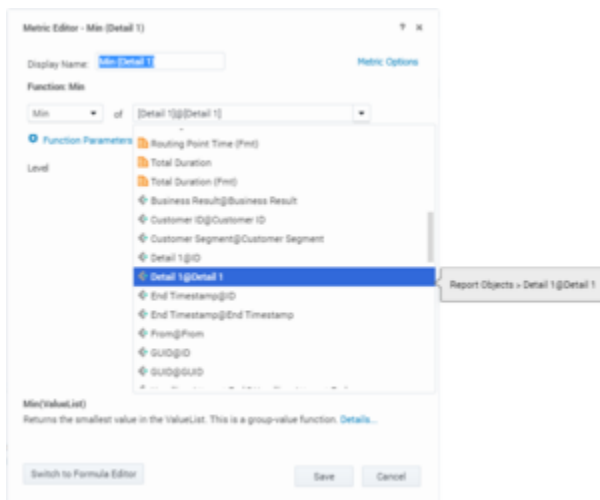 Metric Editor - Min (Detail 1)
? ×
Display Name: Min (Detail 1)
Metric Options
Function: Min
Min of [Detail 1]@[Detail 1]
Function Parameters
Routing Point Time (Fmt)
Level
Total Duration
Total Duration (Fmt)
Business Result@Business Result
Customer ID@Customer ID
Customer Segment@Customer Segment
Detail 1@ID
Detail 1@Detail 1
Report Objects > Detail 1@Detail 1
End Timestamp@ID
End Timestamp@End Timestamp
From@From
GUID@ID
GUID@GUID
Min(ValueList)
Returns the smallest value in the ValueList. This is a group-value function. Details...
Switch to Formula Editor
Save
Cancel